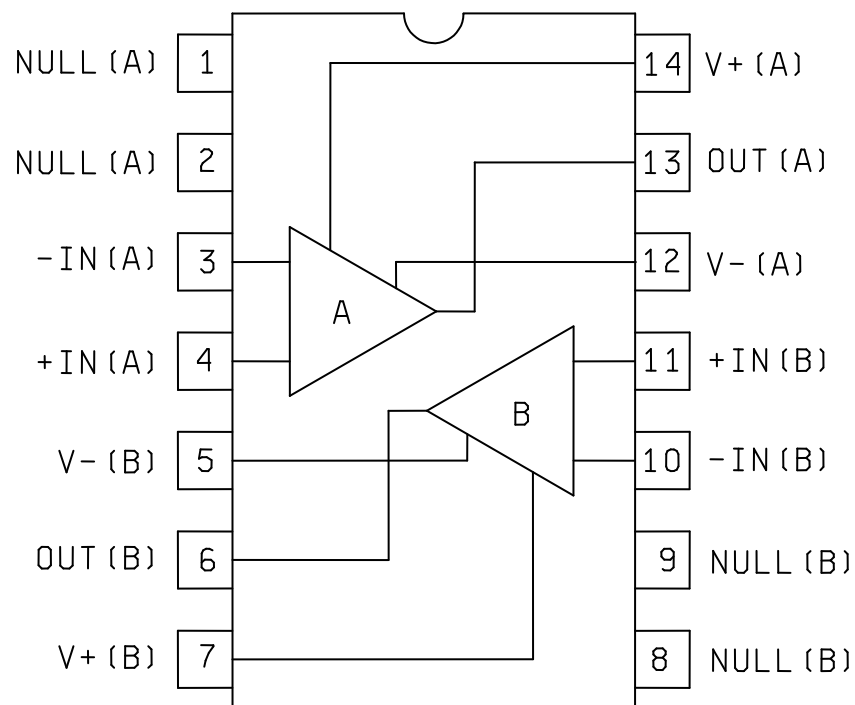 NULL(A) 1 14 V+(A)
NULL(A) 2 13 OUT(A)
-IN(A) 3 12 V-(A)
A
+IN(A) 4 11 +IN(B)
B
V-(B) 5 10 -IN(B)
OUT(B) 6 9 NULL(B)
V+(B) 7 8 NULL(B)